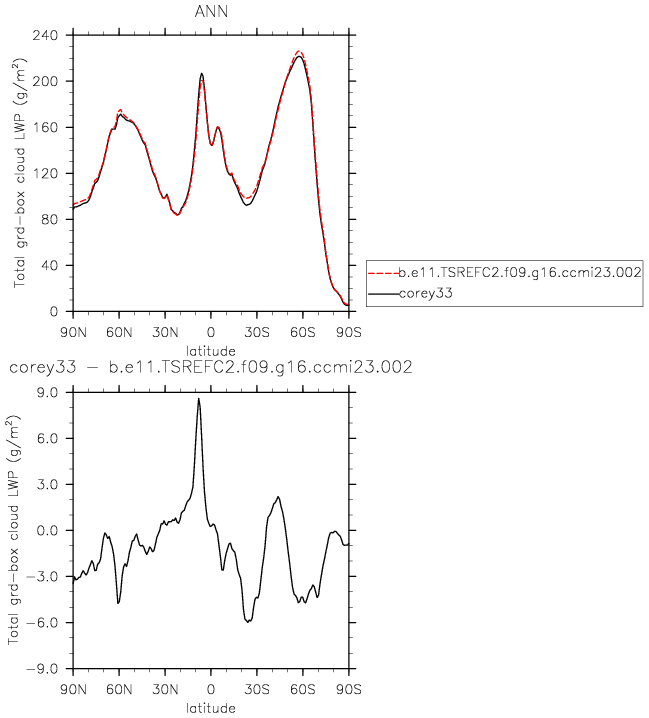 ANN
Total grd-box cloud LWP (g/m²)
240
200
160
120
80
40
0
90N 60N 30N 0 30S 60S 90S
latitude
b.e11.TSREFC2.f09.g16.ccmi23.002
corey33
corey33 - b.e11.TSREFC2.f09.g16.ccmi23.002
Total grd-box cloud LWP (g/m²)
9.0
6.0
3.0
0.0
-3.0
-6.0
-9.0
90N 60N 30N 0 30S 60S 90S
latitude